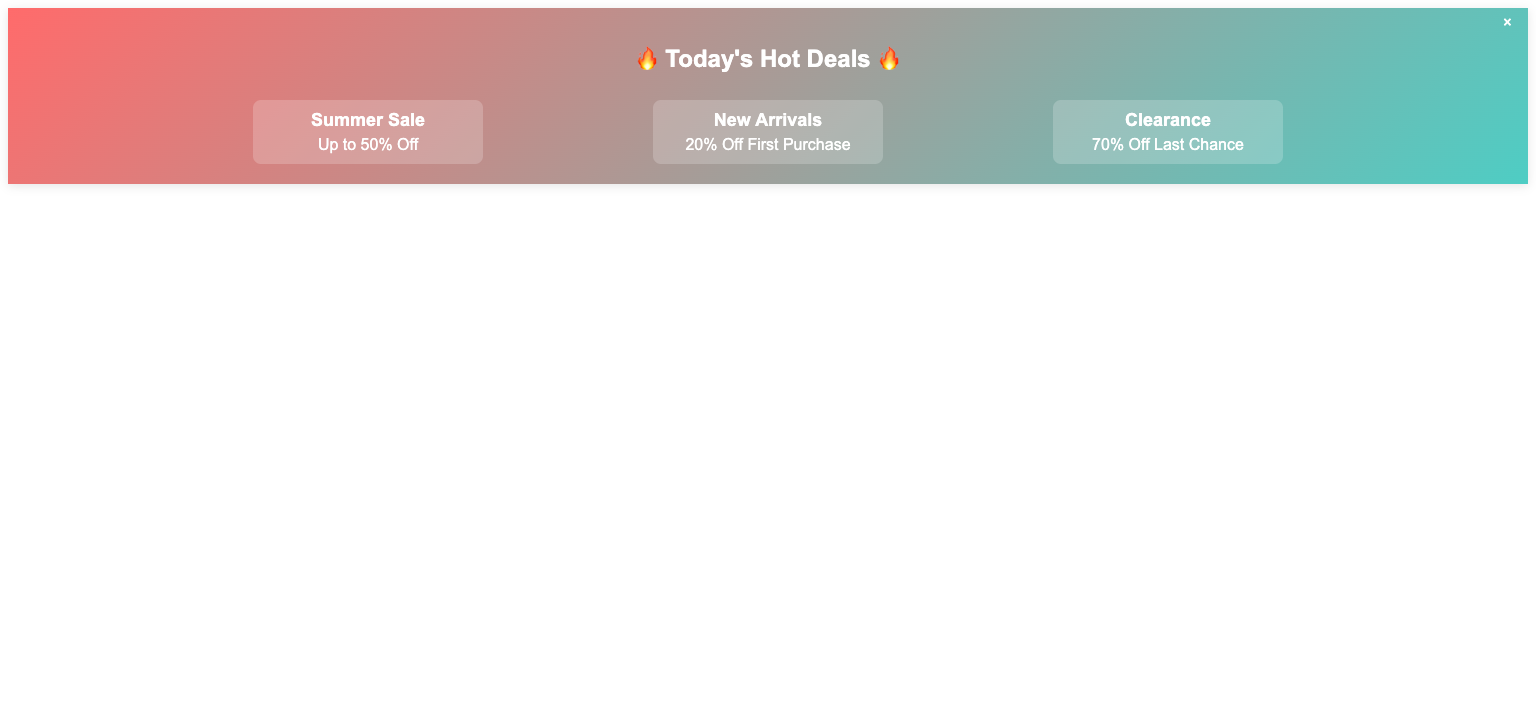 ×
🔥 Today's Hot Deals 🔥
Summer Sale
Up to 50% Off
New Arrivals
20% Off First Purchase
Clearance
70% Off Last Chance